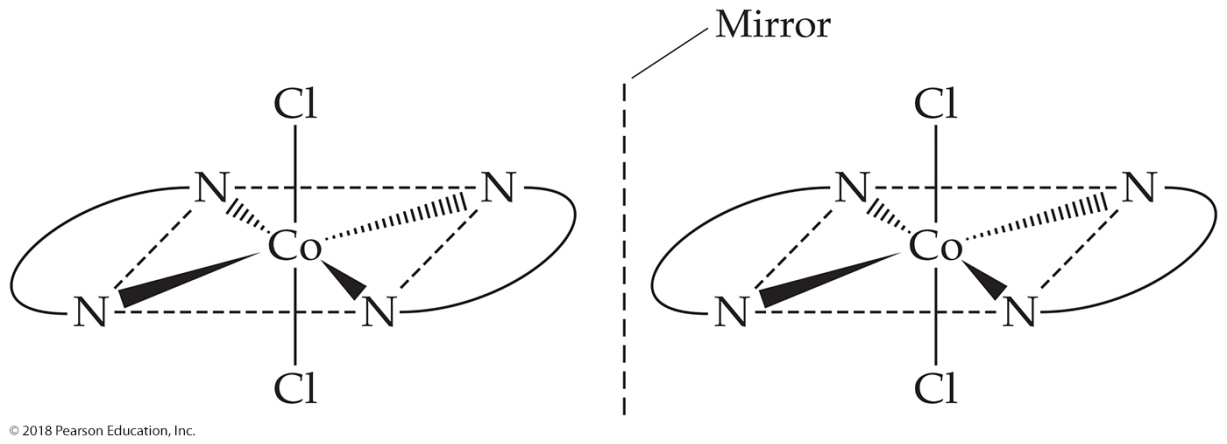 Mirror
Cl Cl
N N N N
Co Co
N N N N
Cl Cl
© 2018 Pearson Education, Inc.